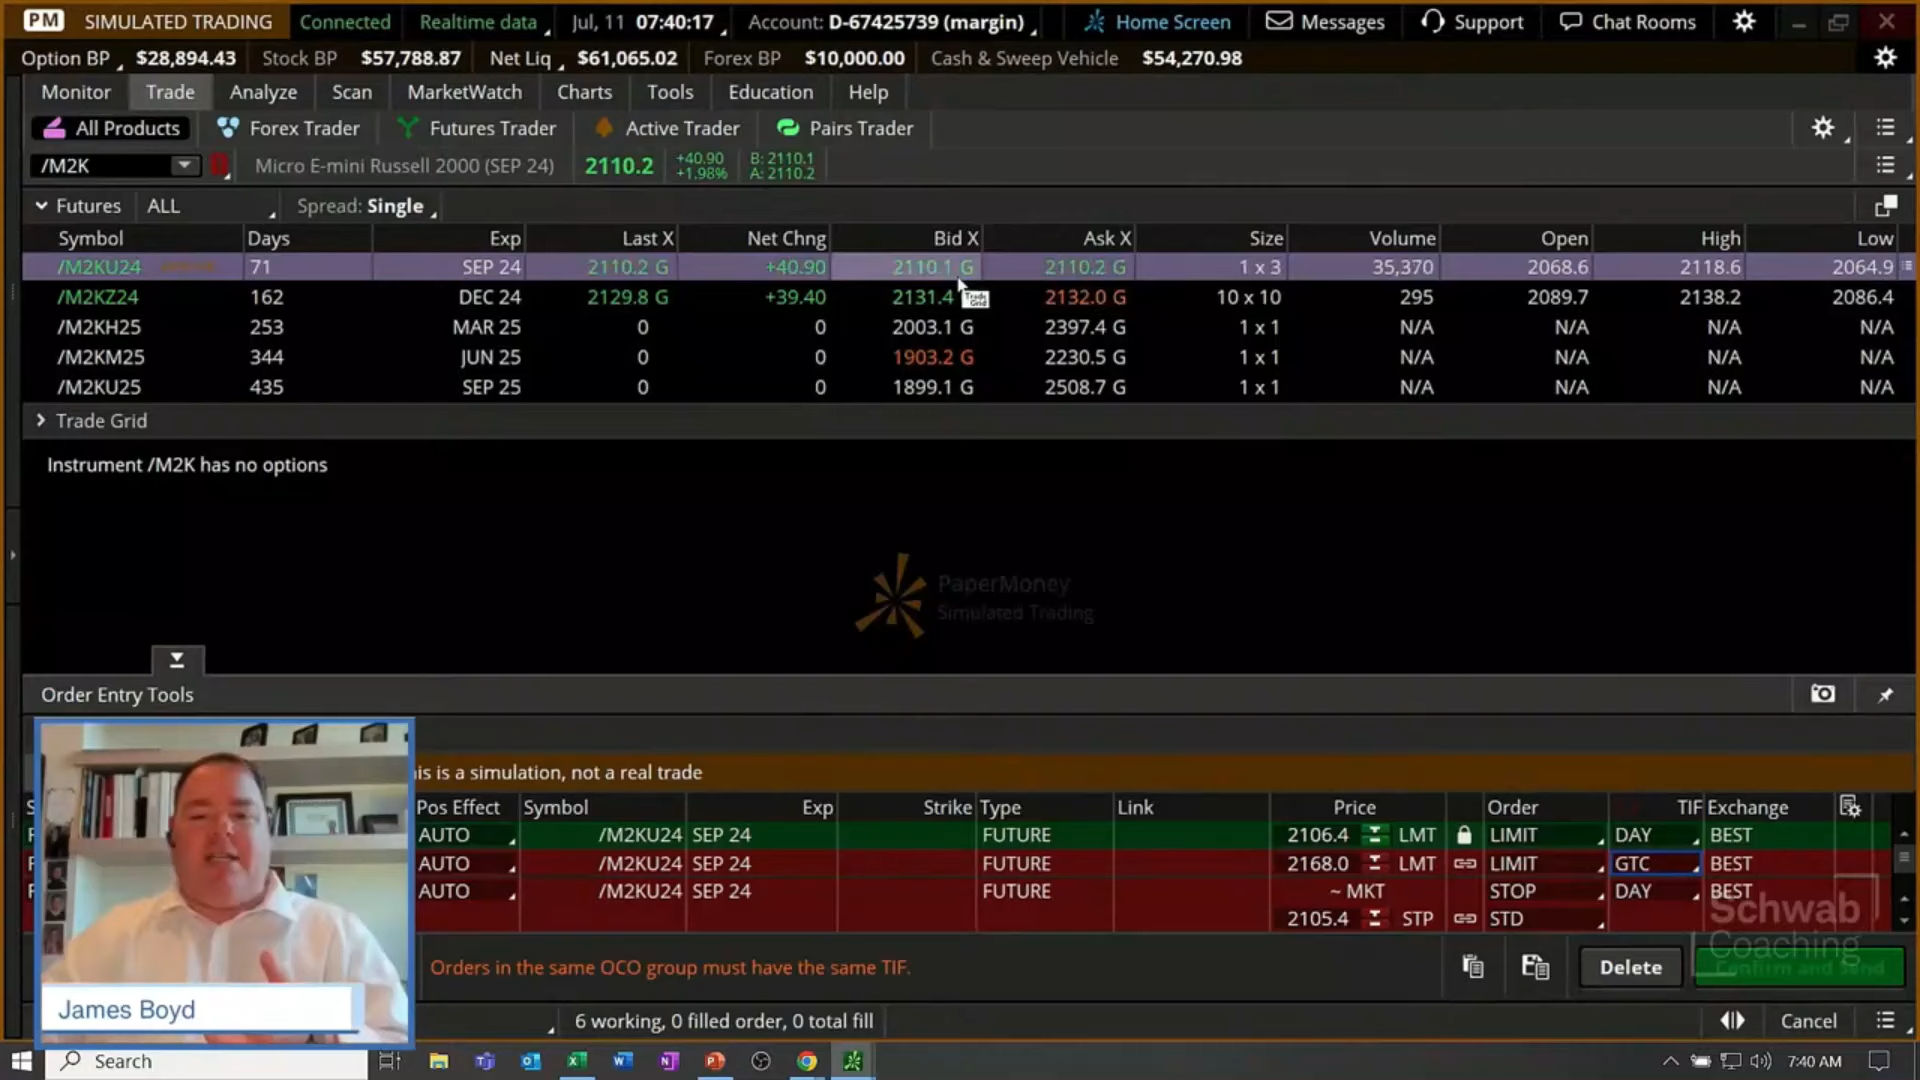 PM SIMULATED TRADING Connected Realtime data Jul, 11 07:40:17 Account: D-67425739 (margin) Home Screen Messages Support Chat Rooms
Option BP $28,894.43 Stock BP $57,788.87 Net Liq $61,065.02 Forex BP $10,000.00 Cash & Sweep Vehicle $54,270.98
Monitor Trade Analyze Scan MarketWatch Charts Tools Education Help
All Products Forex Trader Futures Trader Active Trader Pairs Trader
/M2K Micro E-mini Russell 2000 (SEP 24) 2110.2 +40.90 B: 2110.1
+1.98% A: 2110.2
Futures ALL Spread: Single
Symbol Days Exp Last X Net Chng Bid X Ask X Size Volume Open High Low
/M2KU24 71 SEP 24 2110.2 G +40.90 2110.1 G 2110.2 G 1 x 3 35,370 2068.6 2118.6 2064.9
/M2KZ24 162 DEC 24 2129.8 G +39.40 2131.4 Trade Grid 2132.0 G 10 x 10 295 2089.7 2138.2 2086.4
/M2KH25 253 MAR 25 0 0 2003.1 G 2397.4 G 1 x 1 N/A N/A N/A N/A
/M2KM25 344 JUN 25 0 0 1903.2 G 2230.5 G 1 x 1 N/A N/A N/A N/A
/M2KU25 435 SEP 25 0 0 1899.1 G 2508.7 G 1 x 1 N/A N/A N/A N/A
Trade Grid
Instrument /M2K has no options
PaperMoney
Simulated Trading
Order Entry Tools
is is a simulation, not a real trade
Pos Effect Symbol Exp Strike Type Link Price Order TIF Exchange
AUTO /M2KU24 SEP 24 FUTURE 2106.4 LMT LIMIT DAY BEST
AUTO /M2KU24 SEP 24 FUTURE 2168.0 LMT LIMIT GTC BEST
AUTO /M2KU24 SEP 24 FUTURE ~ MKT STOP DAY BEST
2105.4 STP STD
Schwab
Coaching
Orders in the same OCO group must have the same TIF. Delete Confirm and Send
James Boyd
6 working, 0 filled order, 0 total fill Cancel
Search 7:40 AM